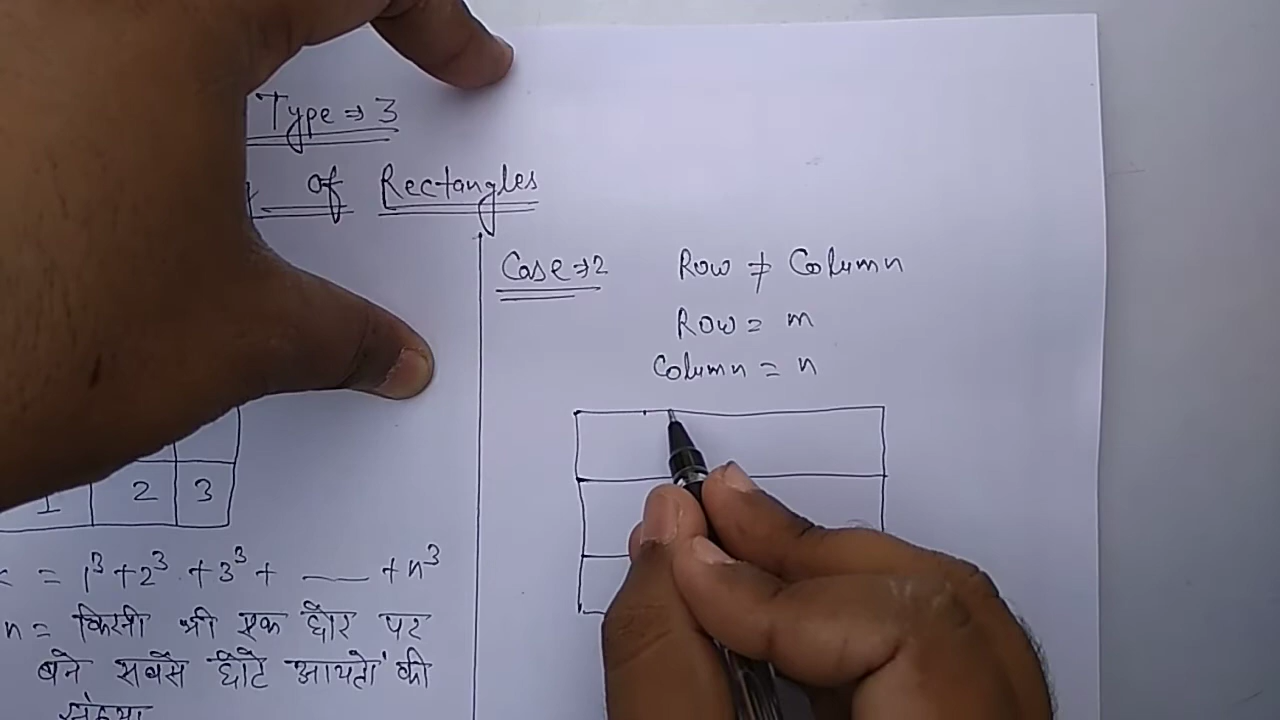 Type ⇒ 3
of Rectangles
Case ⇒ 2 Row ≠ Column
Row = m
Column = n
1 2 3
= 1³ + 2³ + 3³ + ___ + n³
n = किसी भी एक छोर पर
बने सबसे छोटे आयतों की
संख्या